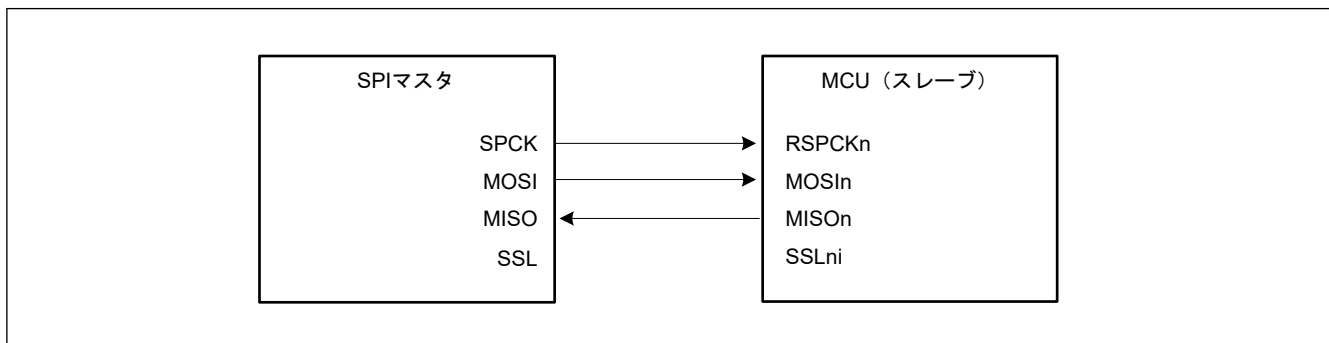 SPIマスタ
SPCK
MOSI
MISO
SSL
MCU（スレーブ）
RSPCKn
MOSIn
MISOn
SSLni